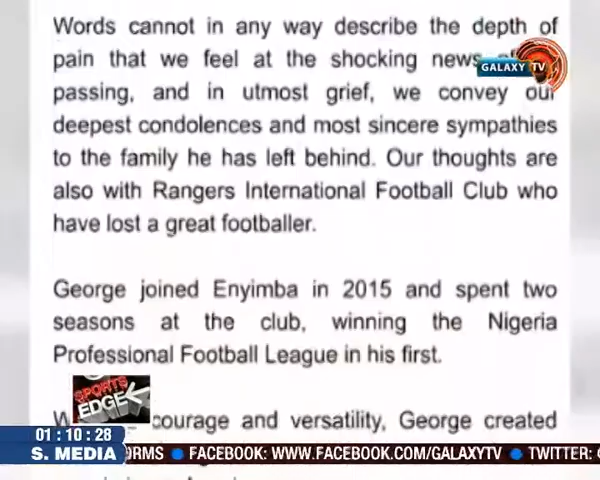 Words cannot in any way describe the depth of
pain that we feel at the shocking news
passing, and in utmost grief, we convey our
deepest condolences and most sincere sympathies
to the family he has left behind. Our thoughts are
also with Rangers International Football Club who
have lost a great footballer.
George joined Enyimba in 2015 and spent two
seasons at the club, winning the Nigeria
Professional Football League in his first.
courage and versatility, George created
GALAXY TV
SPORTS
EDGE
01:10:28
S. MEDIA
FACEBOOK: WWW.FACEBOOK.COM/GALAXYTV TWITTER: